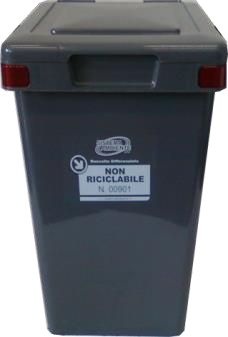 Raccolta Differenziata
NON
RICICLABILE
N. 00901